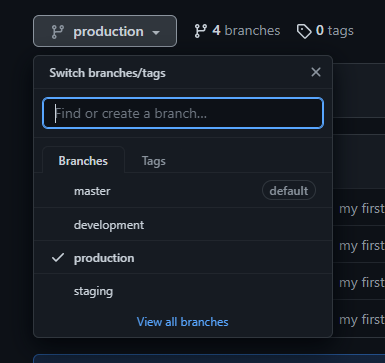 production 4 branches 0 tags
Switch branches/tags
Find or create a branch...
Branches Tags
master default
development
production
staging
View all branches
my first
my first
my first
my first